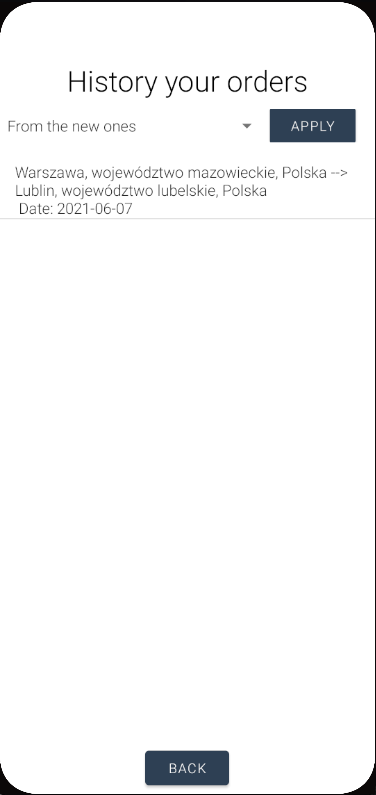 History your orders
From the new ones
APPLY
Warszawa, województwo mazowieckie, Polska -->
Lublin, województwo lubelskie, Polska
Date: 2021-06-07
BACK